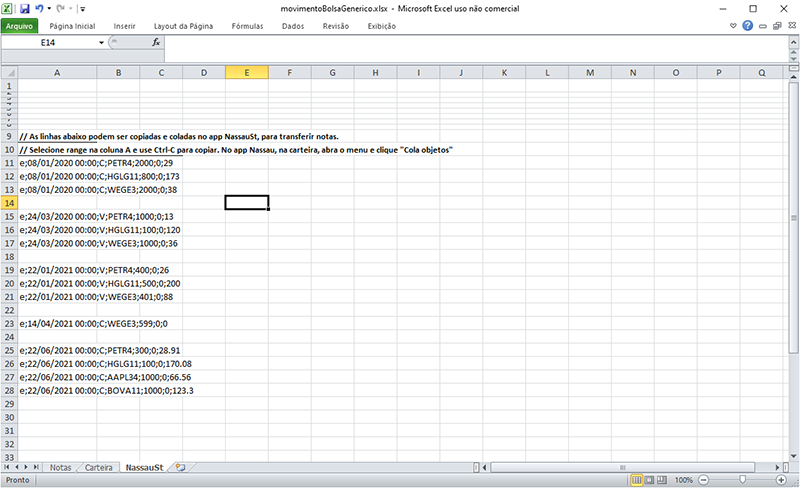 movimentoBolsaGenerico.xlsx - Microsoft Excel uso não comercial
Arquivo Página Inicial Inserir Layout da Página Fórmulas Dados Revisão Exibição
E14 fx
A B C D E F G H I J K L M N O P Q
1
9 // As linhas abaixo podem ser copiadas e coladas no app NassauSt, para transferir notas.
10 // Selecione range na coluna A e use Ctrl-C para copiar. No app Nassau, na carteira, abra o menu e clique "Cola objetos"
11 e;08/01/2020 00:00;C;PETR4;2000;0;29
12 e;08/01/2020 00:00;C;HGLG11;800;0;173
13 e;08/01/2020 00:00;C;WEGE3;2000;0;38
14
15 e;24/03/2020 00:00;V;PETR4;1000;0;13
16 e;24/03/2020 00:00;V;HGLG11;100;0;120
17 e;24/03/2020 00:00;V;WEGE3;1000;0;36
18
19 e;22/01/2021 00:00;V;PETR4;400;0;26
20 e;22/01/2021 00:00;V;HGLG11;500;0;200
21 e;22/01/2021 00:00;V;WEGE3;401;0;88
22
23 e;14/04/2021 00:00;C;WEGE3;599;0;0
24
25 e;22/06/2021 00:00;C;PETR4;300;0;28.91
26 e;22/06/2021 00:00;C;HGLG11;100;0;170.08
27 e;22/06/2021 00:00;C;AAPL34;1000;0;66.56
28 e;22/06/2021 00:00;C;BOVA11;1000;0;123.3
29
30
31
32
33
Notas Carteira NassauSt
Pronto 100%